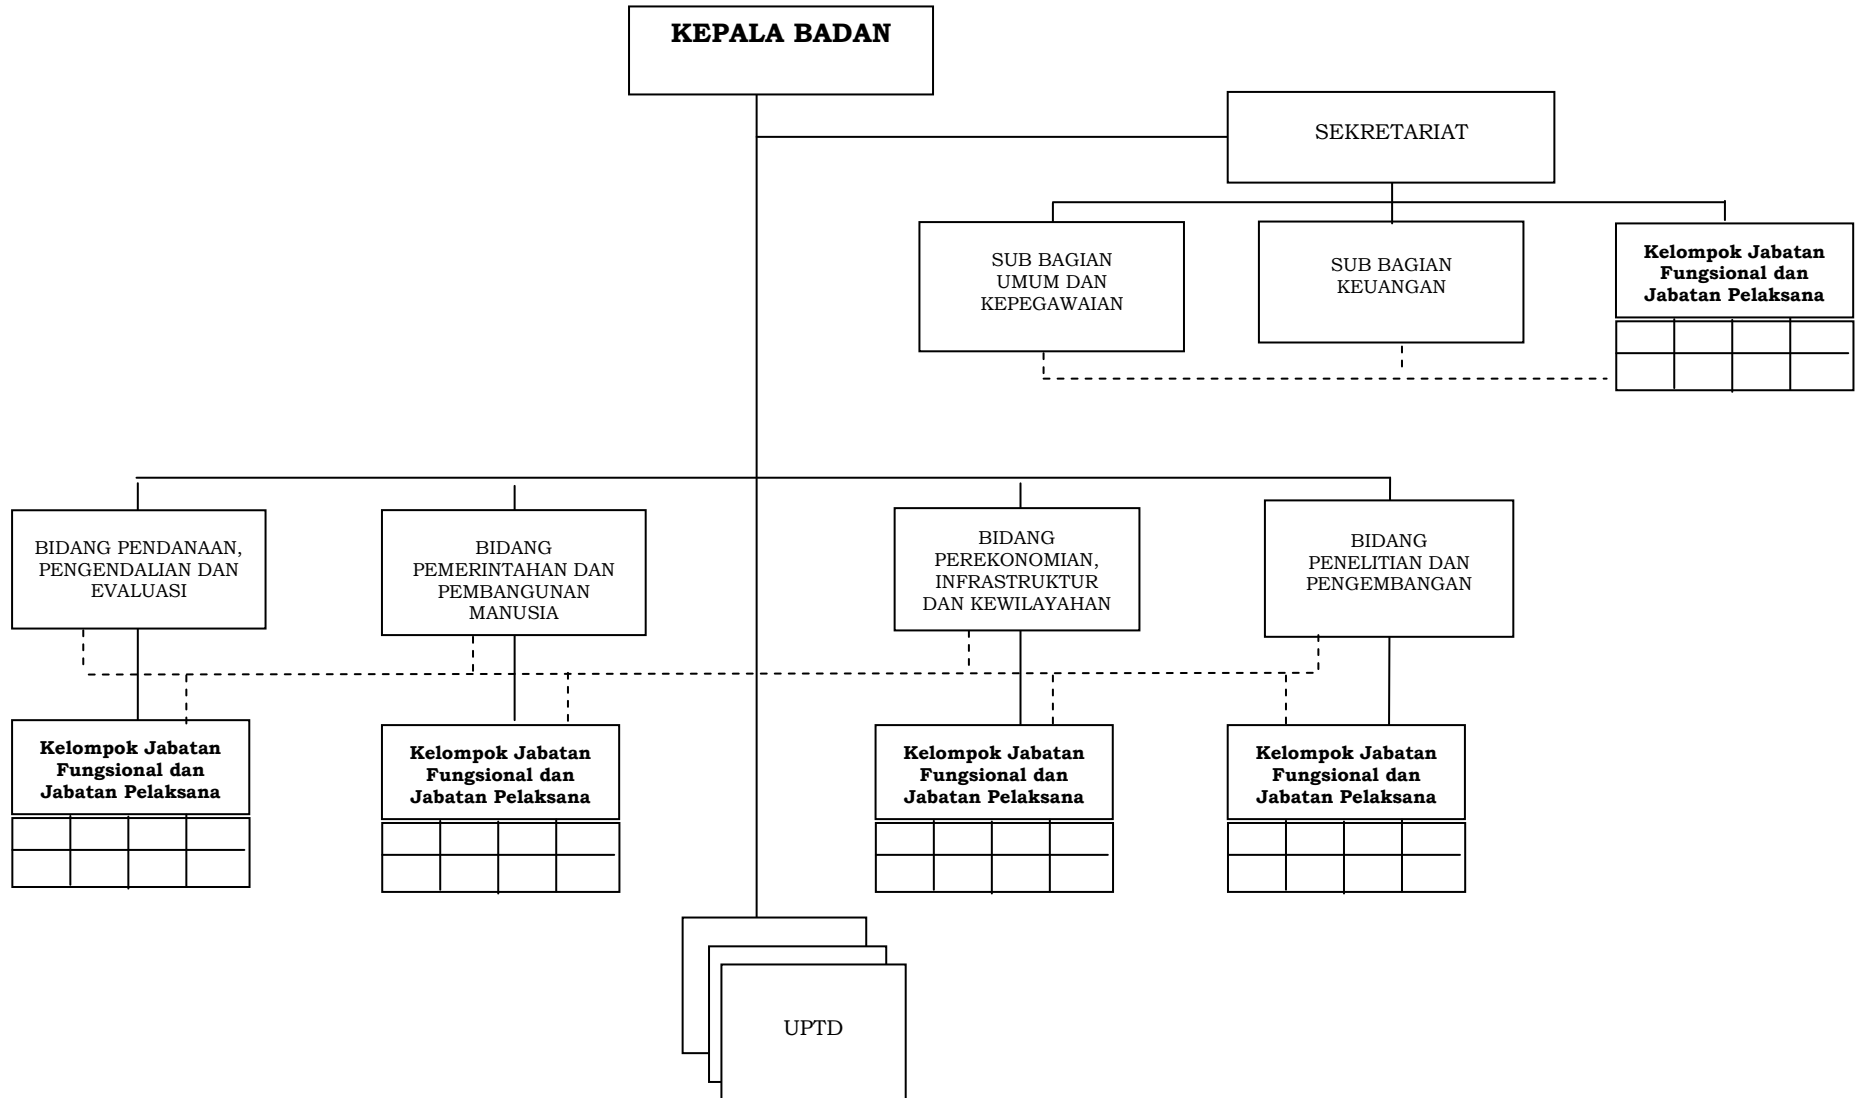 KEPALA BADAN
SEKRETARIAT
SUB BAGIAN
UMUM DAN
KEPEGAWAIAN
SUB BAGIAN
KEUANGAN
Kelompok Jabatan
Fungsional dan
Jabatan Pelaksana
BIDANG PENDANAAN,
PENGENDALIAN DAN
EVALUASI
BIDANG
PEMERINTAHAN DAN
PEMBANGUNAN
MANUSIA
BIDANG
PEREKONOMIAN,
INFRASTRUKTUR
DAN KEWILAYAHAN
BIDANG
PENELITIAN DAN
PENGEMBANGAN
Kelompok Jabatan
Fungsional dan
Jabatan Pelaksana
Kelompok Jabatan
Fungsional dan
Jabatan Pelaksana
Kelompok Jabatan
Fungsional dan
Jabatan Pelaksana
Kelompok Jabatan
Fungsional dan
Jabatan Pelaksana
UPTD